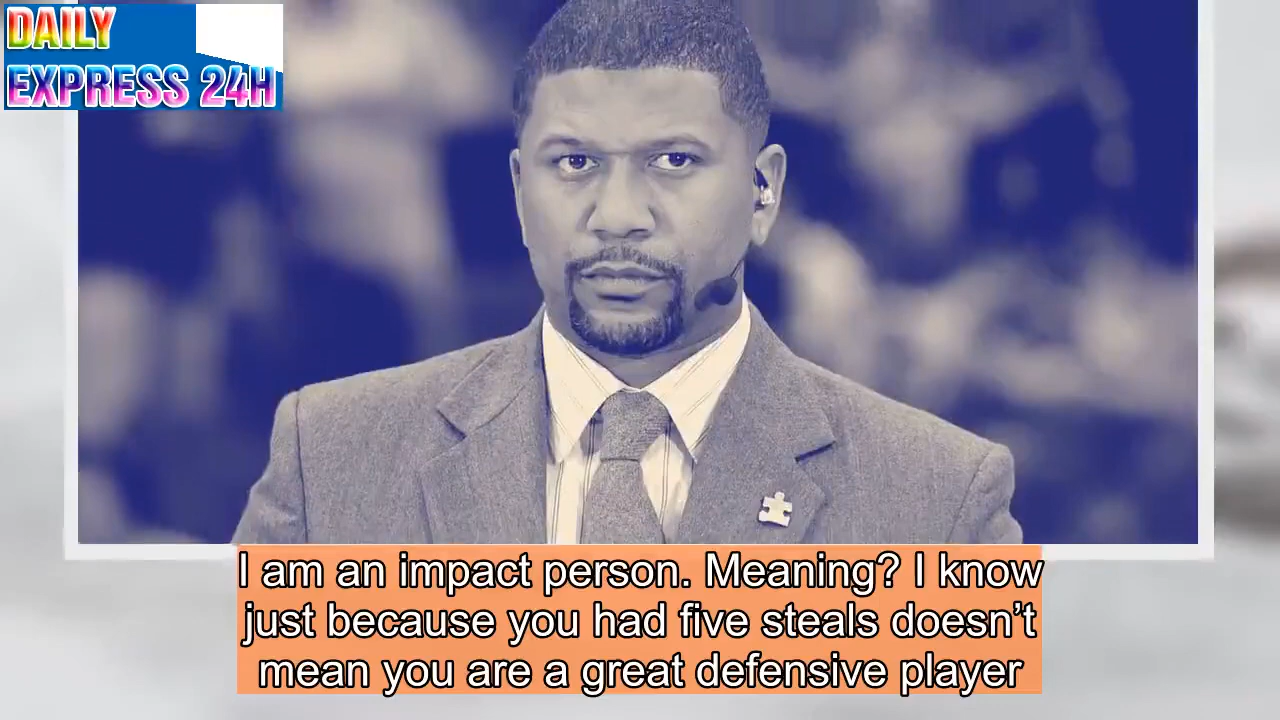 DAILY
EXPRESS 24H
I am an impact person. Meaning? I know
just because you had five steals doesn’t
mean you are a great defensive player